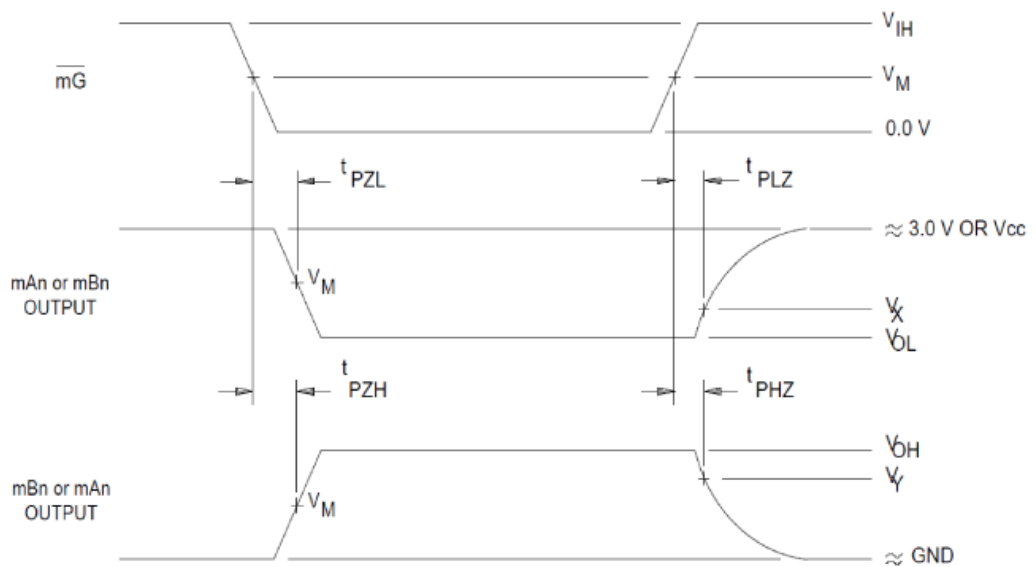 V_IH
mG
V_M
0.0 V
t_PZL
t_PLZ
≈ 3.0 V OR Vcc
mAn or mBn
OUTPUT
V_M
V_X
V_OL
t_PZH
t_PHZ
V_OH
mBn or mAn
OUTPUT
V_M
V_Y
≈ GND